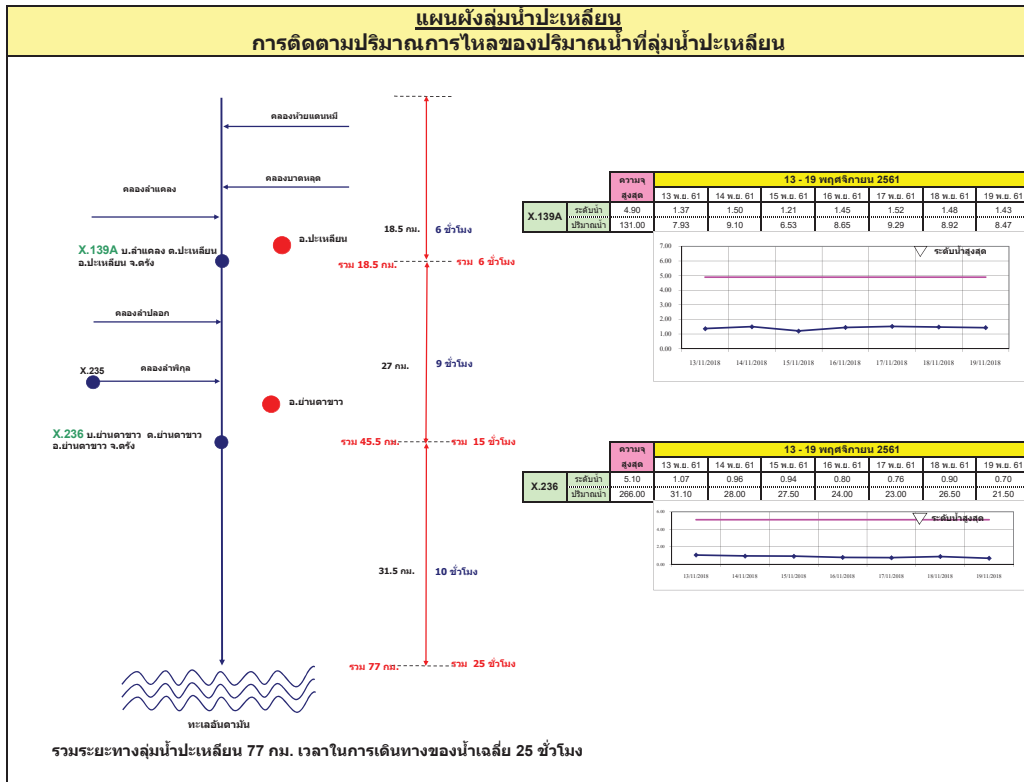 แผนผังลุ่มน้ำปะเหลียน
การติดตามปริมาณการไหลของปริมาณน้ำที่ลุ่มน้ำปะเหลียน
คลองห้วยแดนหมี
คลองบาตหลุด
คลองลำแคลง
อ.ปะเหลียน
18.5 กม.
6 ชั่วโมง
X.139A บ.ลำแคลง ต.ปะเหลียน
อ.ปะเหลียน จ.ตรัง
รวม 18.5 กม.
รวม 6 ชั่วโมง
คลองลำปลอก
X.235
คลองลำพิกุล
27 กม.
9 ชั่วโมง
อ.ย่านตาขาว
X.236 บ.ย่านตาขาว ต.ย่านตาขาว
อ.ย่านตาขาว จ.ตรัง
รวม 45.5 กม.
รวม 15 ชั่วโมง
31.5 กม.
10 ชั่วโมง
รวม 77 กม.
รวม 25 ชั่วโมง
ทะเลอันดามัน
รวมระยะทางลุ่มน้ำปะเหลียน 77 กม. เวลาในการเดินทางของน้ำเฉลี่ย 25 ชั่วโมง
ความจุ
สูงสุด
13 - 19 พฤศจิกายน 2561
13 พ.ย. 61 14 พ.ย. 61 15 พ.ย. 61 16 พ.ย. 61 17 พ.ย. 61 18 พ.ย. 61 19 พ.ย. 61
X.139A
ระดับน้ำ 4.90 1.37 1.50 1.21 1.45 1.52 1.48 1.43
ปริมาณน้ำ 131.00 7.93 9.10 6.53 8.65 9.29 8.92 8.47
ระดับน้ำสูงสุด
7.00
6.00
5.00
4.00
3.00
2.00
1.00
0.00
13/11/2018 14/11/2018 15/11/2018 16/11/2018 17/11/2018 18/11/2018 19/11/2018
ความจุ
สูงสุด
13 - 19 พฤศจิกายน 2561
13 พ.ย. 61 14 พ.ย. 61 15 พ.ย. 61 16 พ.ย. 61 17 พ.ย. 61 18 พ.ย. 61 19 พ.ย. 61
X.236
ระดับน้ำ 5.10 1.07 0.96 0.94 0.80 0.76 0.90 0.70
ปริมาณน้ำ 266.00 31.10 28.00 27.50 24.00 23.00 26.50 21.50
ระดับน้ำสูงสุด
6.00
4.00
2.00
0.00
13/11/2018 14/11/2018 15/11/2018 16/11/2018 17/11/2018 18/11/2018 19/11/2018